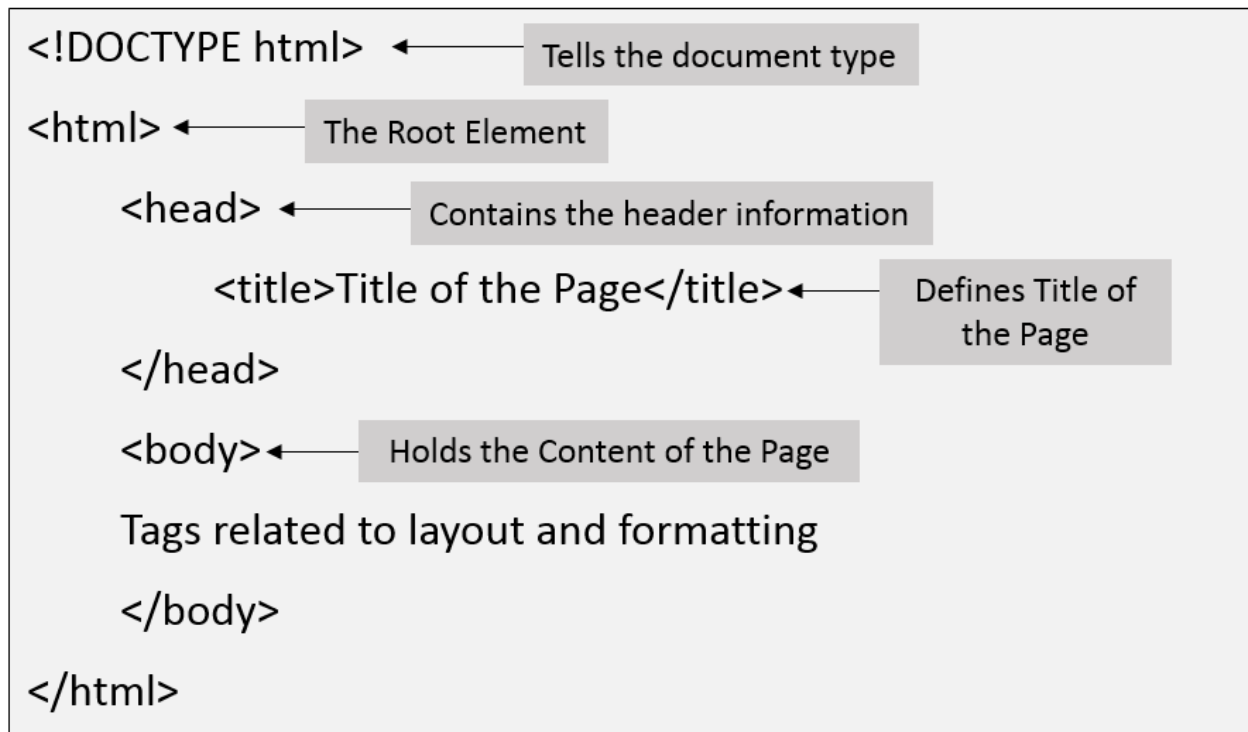 <!DOCTYPE html>
Tells the document type
<html>
The Root Element
<head>
Contains the header information
<title>Title of the Page</title>
Defines Title of
the Page
</head>
<body>
Holds the Content of the Page
Tags related to layout and formatting
</body>
</html>